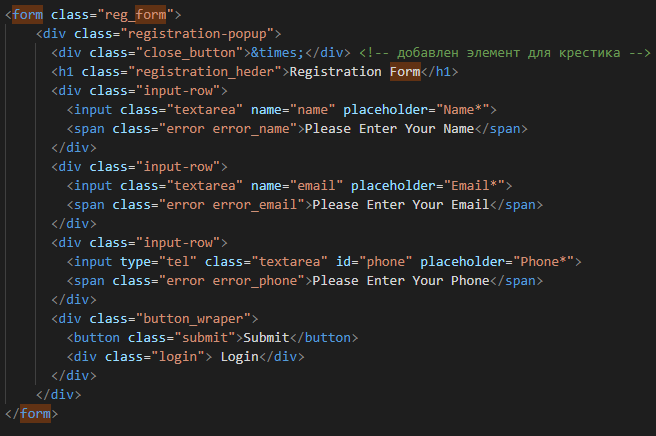 <form class="reg_form">
<div class="registration-popup">
<div class="close_button">&times;</div> <!-- добавлен элемент для крестика -->
<h1 class="registration_heder">Registration Form</h1>
<div class="input-row">
<input class="textarea" name="name" placeholder="Name*">
<span class="error error_name">Please Enter Your Name</span>
</div>
<div class="input-row">
<input class="textarea" name="email" placeholder="Email*">
<span class="error error_email">Please Enter Your Email</span>
</div>
<div class="input-row">
<input type="tel" class="textarea" id="phone" placeholder="Phone*">
<span class="error error_phone">Please Enter Your Phone</span>
</div>
<div class="button_wraper">
<button class="submit">Submit</button>
<div class="login"> Login</div>
</div>
</div>
</form>